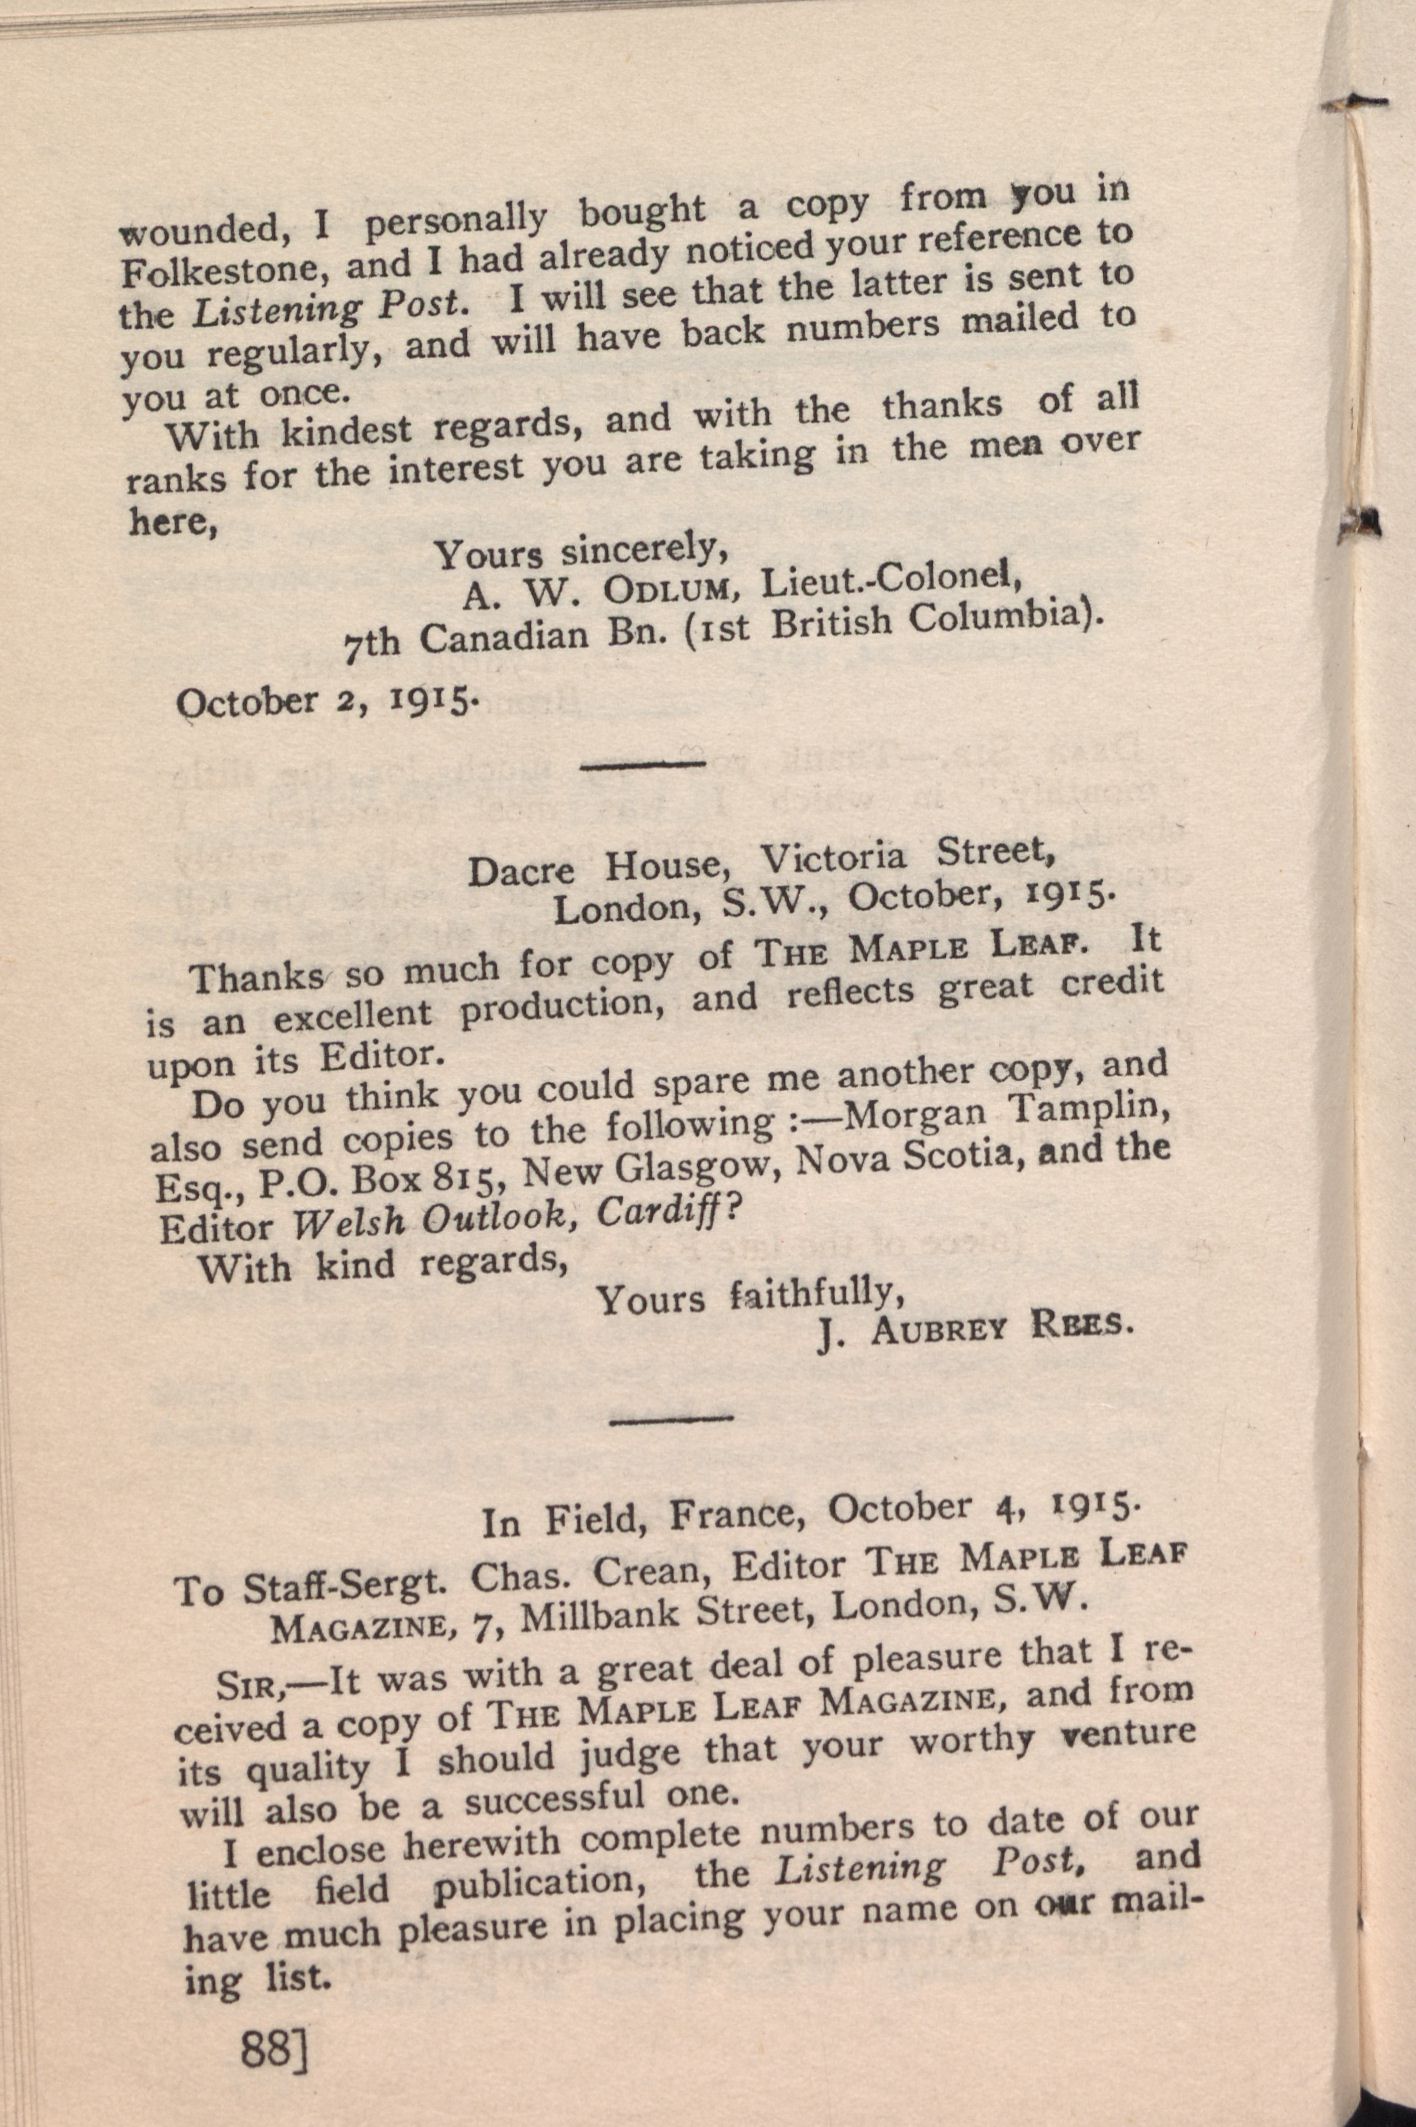 wounded, I personally bought a copy from you in
Folkestone, and I had already noticed your reference to
the Listening Post. I will see that the latter is sent to
you regularly, and will have back numbers mailed to
you at once.
With kindest regards, and with the thanks of all
ranks for the interest you are taking in the men over
here,
Yours sincerely,
A. W. ODLUM, Lieut.-Colonel,
7th Canadian Bn. (1st British Columbia).
October 2, 1915.
Dacre House, Victoria Street,
London, S.W., October, 1915.
Thanks so much for copy of THE MAPLE LEAF. It
is an excellent production, and reflects great credit
upon its Editor.
Do you think you could spare me another copy, and
also send copies to the following :—Morgan Tamplin,
Esq., P.O. Box 815, New Glasgow, Nova Scotia, and the
Editor Welsh Outlook, Cardiff?
With kind regards,
Yours faithfully,
J. AUBREY REES.
In Field, France, October 4, 1915.
To Staff-Sergt. Chas. Crean, Editor THE MAPLE LEAF
MAGAZINE, 7, Millbank Street, London, S.W.
SIR,—It was with a great deal of pleasure that I re-
ceived a copy of THE MAPLE LEAF MAGAZINE, and from
its quality I should judge that your worthy venture
will also be a successful one.
I enclose herewith complete numbers to date of our
little field publication, the Listening Post, and
have much pleasure in placing your name on our mail-
ing list.
88]